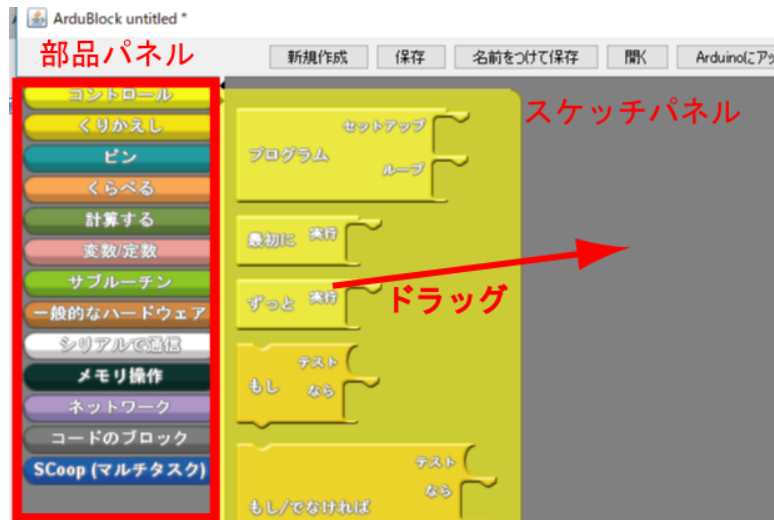 ArduBlock untitled *
部品パネル
新規作成 保存 名前をつけて保存 開く Arduinoにアッ
コントロール
くりかえし
ピン
くらべる
計算する
変数/定数
サブルーチン
一般的なハードウェア
シリアルで通信
メモリ操作
ネットワーク
コードのブロック
SCoop (マルチタスク)
スケッチパネル
プログラム セットアップ
ループ
最初に 実行
ずっと 実行
ドラッグ
テスト
もし なら
テスト
なら
もし/でなければ